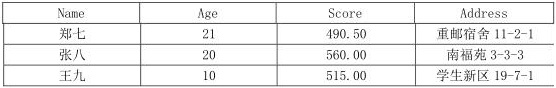 Name Age Score Address
郑七 21 490.50 重邮宿舍 11-2-1
张八 20 560.00 南福苑 3-3-3
王九 10 515.00 学生新区 19-7-1